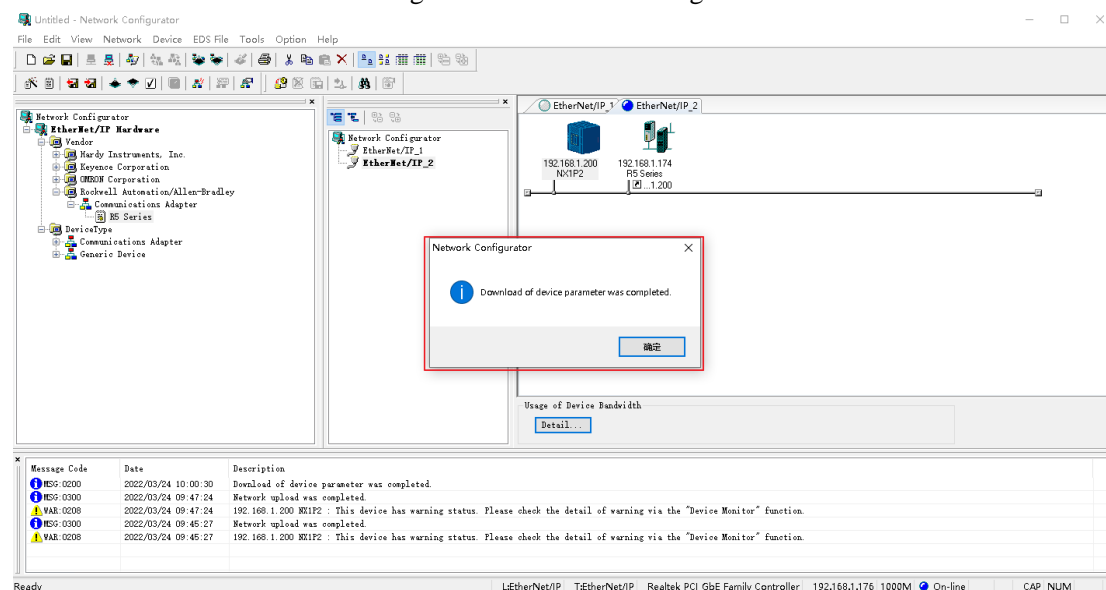 Untitled - Network Configurator
File Edit View Network Device EDS File Tools Option Help
Network Configurator
EtherNet/IP Hardware
Vendor
Hardy Instruments, Inc.
Keyence Corporation
OMRON Corporation
Rockwell Automation/Allen-Bradley
Communications Adapter
R5 Series
DeviceType
Communications Adapter
Generic Device
Network Configurator
EtherNet/IP_1
EtherNet/IP_2
EtherNet/IP_1 EtherNet/IP_2
192.168.1.200 192.168.1.174
NX1P2 R5 Series
...1.200
Network Configurator
Download of device parameter was completed.
确定
Usage of Device Bandwidth
Detail...
Message Code Date Description
MSG:0200 2022/03/24 10:00:30 Download of device parameter was completed.
MSG:0300 2022/03/24 09:47:24 Network upload was completed.
WAR:0208 2022/03/24 09:47:24 192.168.1.200 NX1P2 : This device has warning status. Please check the detail of warning via the "Device Monitor" function.
MSG:0300 2022/03/24 09:45:27 Network upload was completed.
WAR:0208 2022/03/24 09:45:27 192.168.1.200 NX1P2 : This device has warning status. Please check the detail of warning via the "Device Monitor" function.
Ready L:EtherNet/IP T:EtherNet/IP Realtek PCI GbE Family Controller 192.168.1.176 1000M On-line CAP NUM